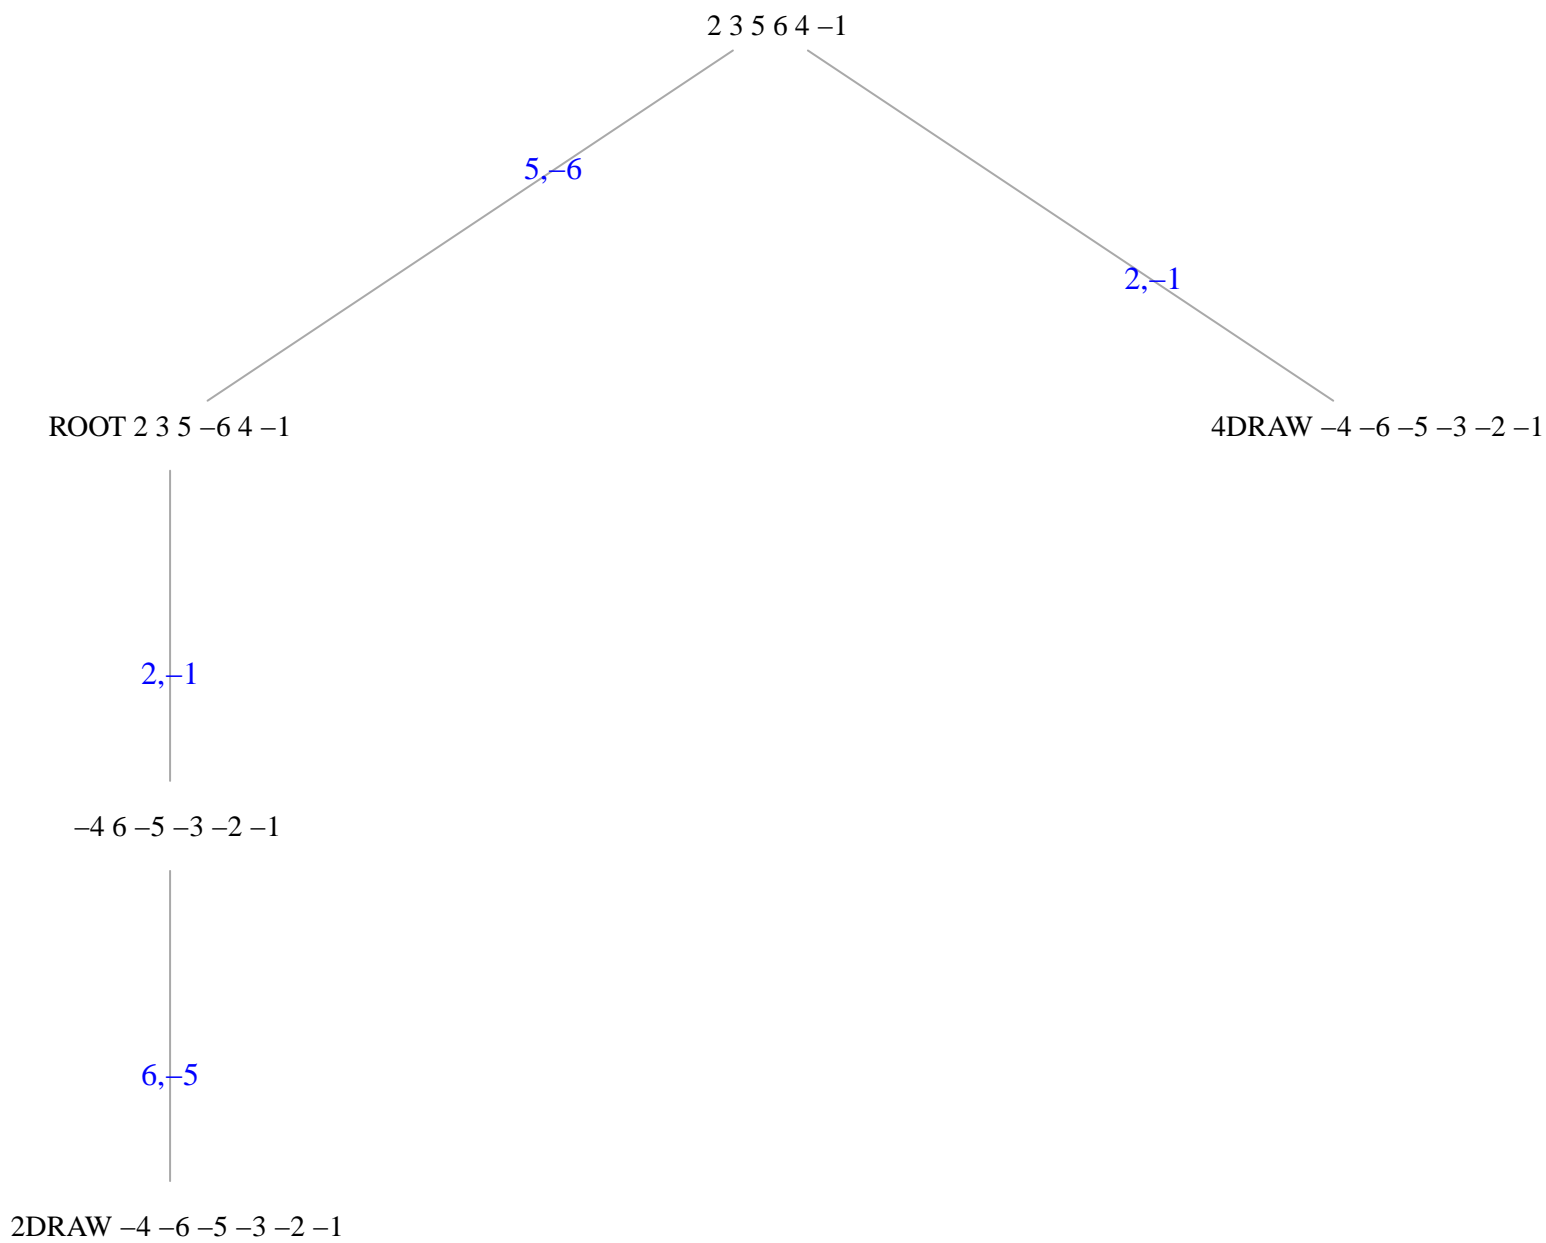 2 3 5 6 4 –1
5,–6
2,–1
ROOT 2 3 5 –6 4 –1
4DRAW –4 –6 –5 –3 –2 –1
2,–1
–4 6 –5 –3 –2 –1
6,–5
2DRAW –4 –6 –5 –3 –2 –1